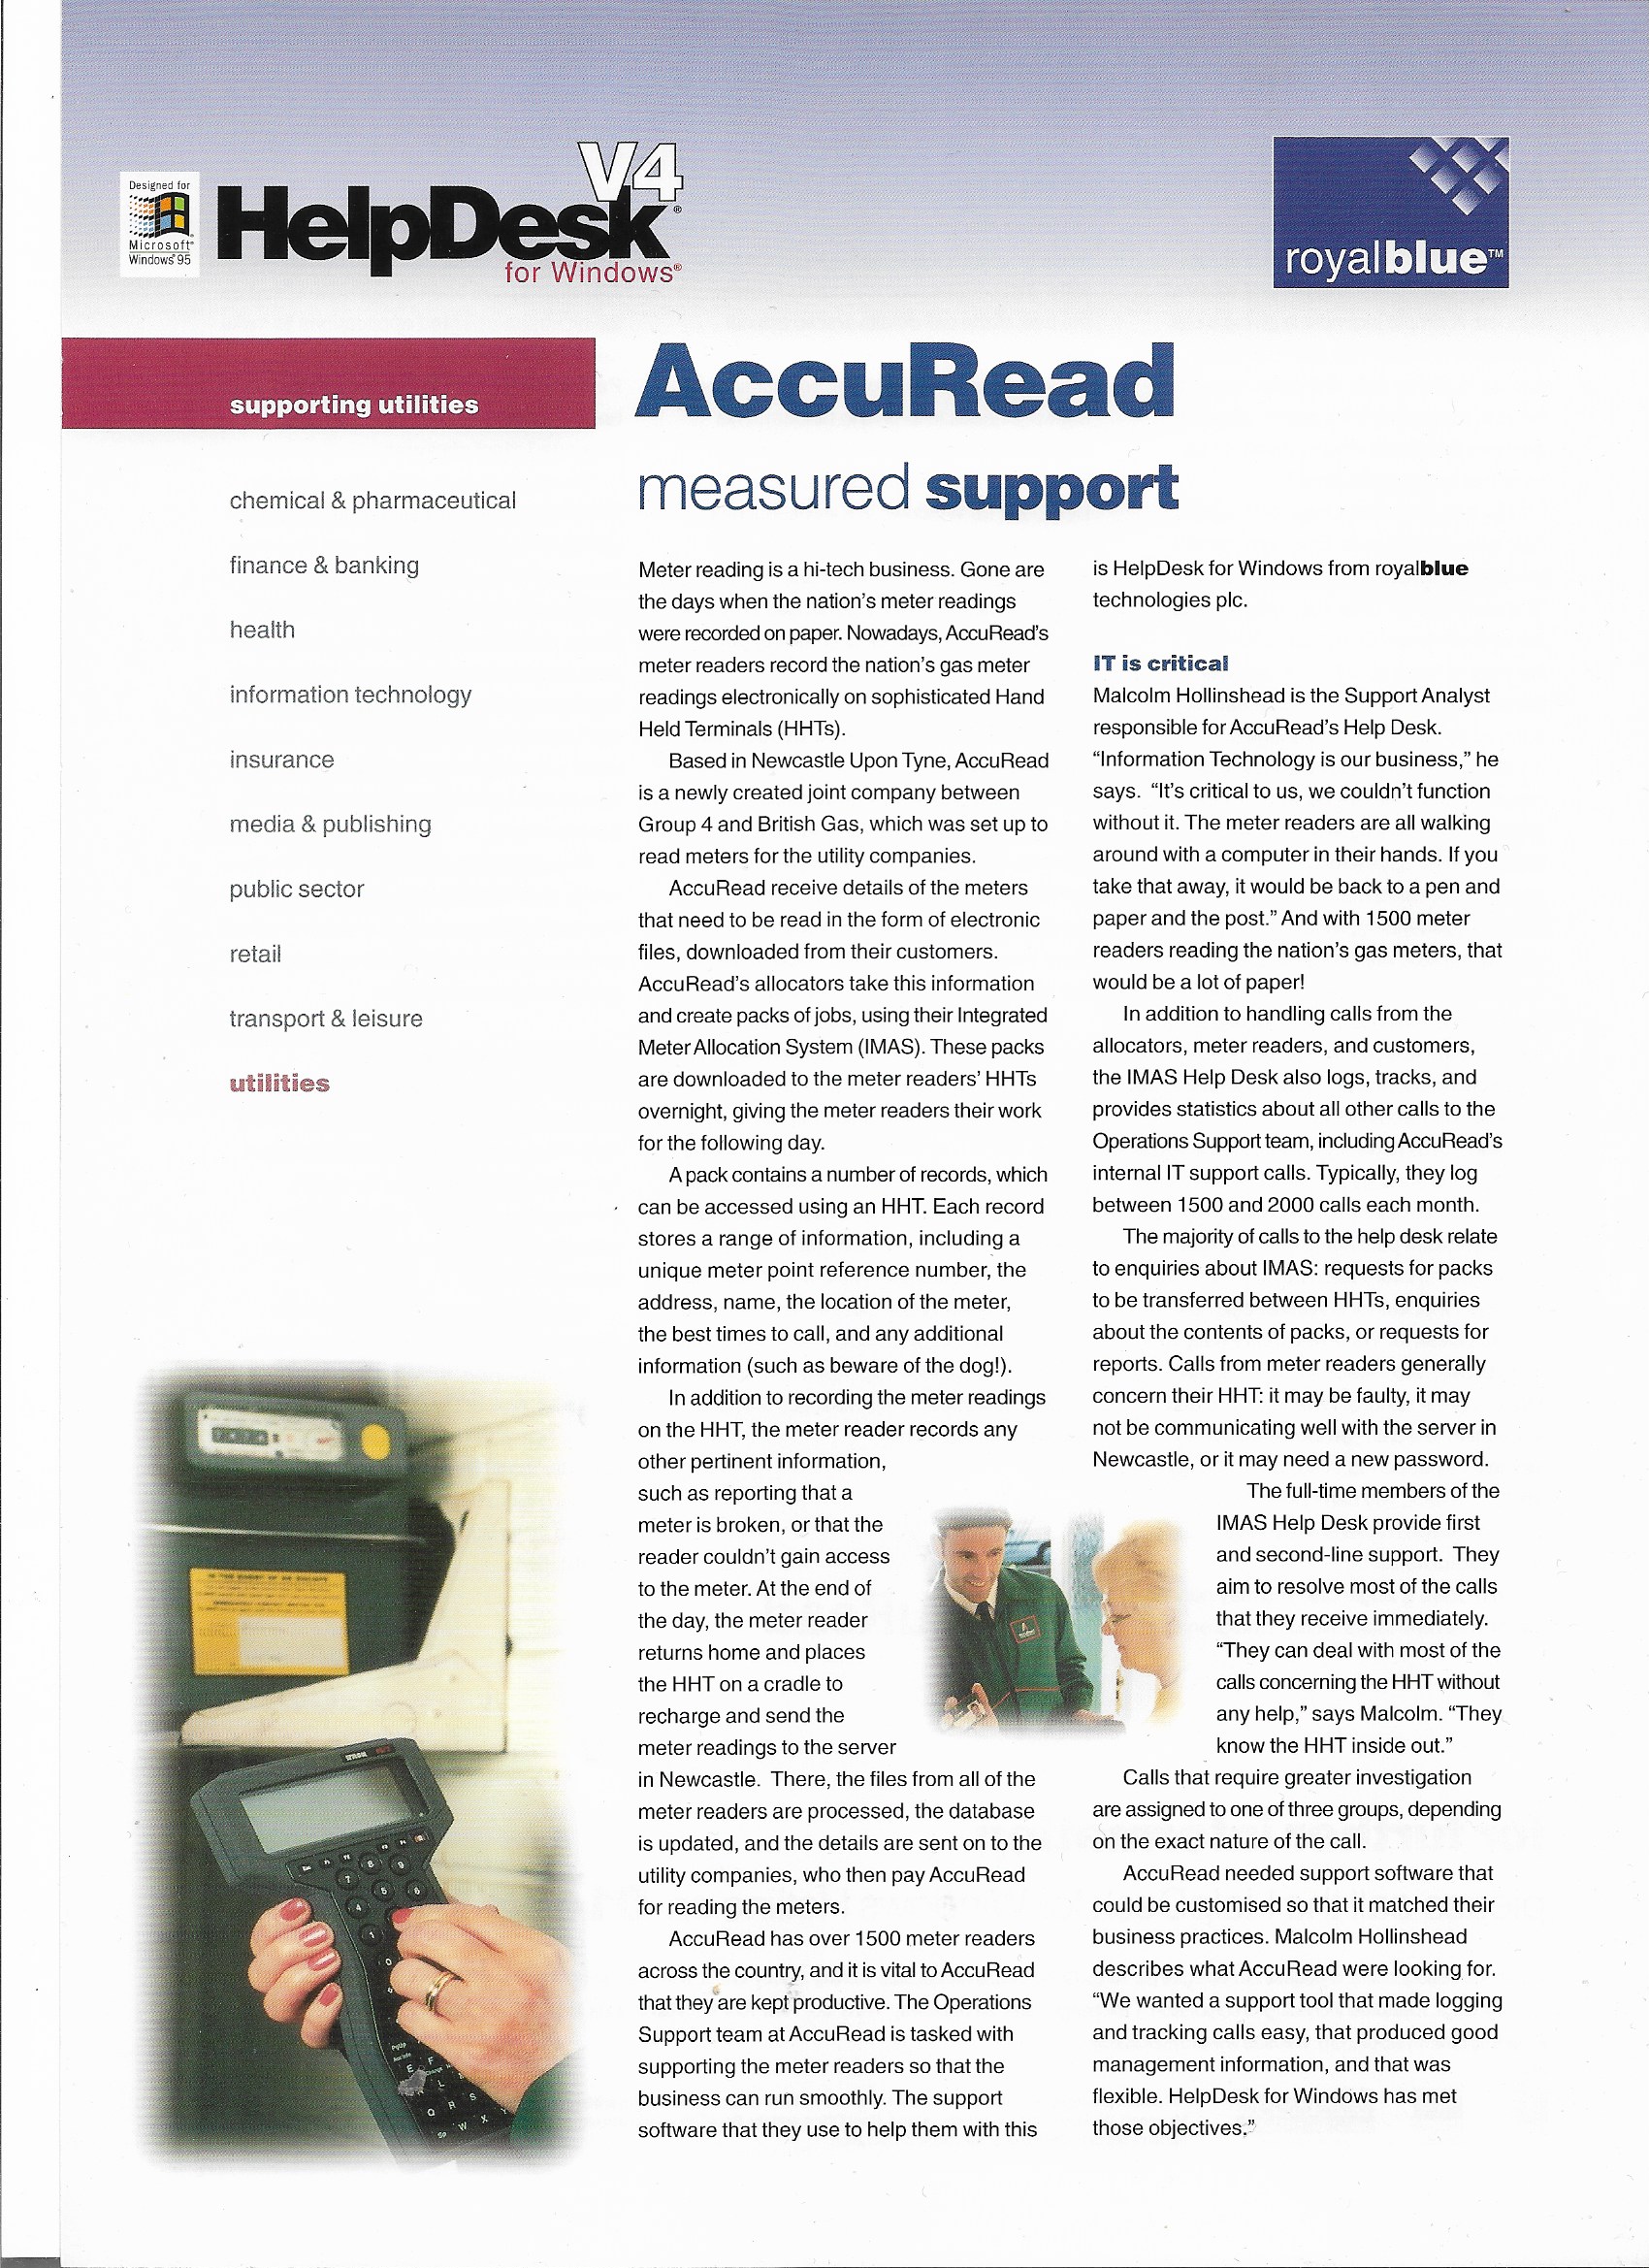 Designed for
Microsoft®
Windows®95
V4
HelpDesk®
for Windows®
royalblue™
supporting utilities
chemical & pharmaceutical
finance & banking
health
information technology
insurance
media & publishing
public sector
retail
transport & leisure
utilities
AccuRead
measured support
Meter reading is a hi-tech business. Gone are
the days when the nation's meter readings
were recorded on paper. Nowadays, AccuRead's
meter readers record the nation's gas meter
readings electronically on sophisticated Hand
Held Terminals (HHTs).
Based in Newcastle Upon Tyne, AccuRead
is a newly created joint company between
Group 4 and British Gas, which was set up to
read meters for the utility companies.
AccuRead receive details of the meters
that need to be read in the form of electronic
files, downloaded from their customers.
AccuRead's allocators take this information
and create packs of jobs, using their Integrated
Meter Allocation System (IMAS). These packs
are downloaded to the meter readers' HHTs
overnight, giving the meter readers their work
for the following day.
A pack contains a number of records, which
can be accessed using an HHT. Each record
stores a range of information, including a
unique meter point reference number, the
address, name, the location of the meter,
the best times to call, and any additional
information (such as beware of the dog!).
In addition to recording the meter readings
on the HHT, the meter reader records any
other pertinent information,
such as reporting that a
meter is broken, or that the
reader couldn't gain access
to the meter. At the end of
the day, the meter reader
returns home and places
the HHT on a cradle to
recharge and send the
meter readings to the server
in Newcastle.  There, the files from all of the
meter readers are processed, the database
is updated, and the details are sent on to the
utility companies, who then pay AccuRead
for reading the meters.
AccuRead has over 1500 meter readers
across the country, and it is vital to AccuRead
that they are kept productive. The Operations
Support team at AccuRead is tasked with
supporting the meter readers so that the
business can run smoothly. The support
software that they use to help them with this
is HelpDesk for Windows from royalblue
technologies plc.
IT is critical
Malcolm Hollinshead is the Support Analyst
responsible for AccuRead's Help Desk.
“Information Technology is our business,” he
says.  “It's critical to us, we couldn't function
without it. The meter readers are all walking
around with a computer in their hands. If you
take that away, it would be back to a pen and
paper and the post.” And with 1500 meter
readers reading the nation's gas meters, that
would be a lot of paper!
In addition to handling calls from the
allocators, meter readers, and customers,
the IMAS Help Desk also logs, tracks, and
provides statistics about all other calls to the
Operations Support team, including AccuRead's
internal IT support calls. Typically, they log
between 1500 and 2000 calls each month.
The majority of calls to the help desk relate
to enquiries about IMAS: requests for packs
to be transferred between HHTs, enquiries
about the contents of packs, or requests for
reports. Calls from meter readers generally
concern their HHT: it may be faulty, it may
not be communicating well with the server in
Newcastle, or it may need a new password.
The full-time members of the
IMAS Help Desk provide first
and second-line support.  They
aim to resolve most of the calls
that they receive immediately.
“They can deal with most of the
calls concerning the HHT without
any help,” says Malcolm. “They
know the HHT inside out.”
Calls that require greater investigation
are assigned to one of three groups, depending
on the exact nature of the call.
AccuRead needed support software that
could be customised so that it matched their
business practices. Malcolm Hollinshead
describes what AccuRead were looking for.
“We wanted a support tool that made logging
and tracking calls easy, that produced good
management information, and that was
flexible. HelpDesk for Windows has met
those objectives.”